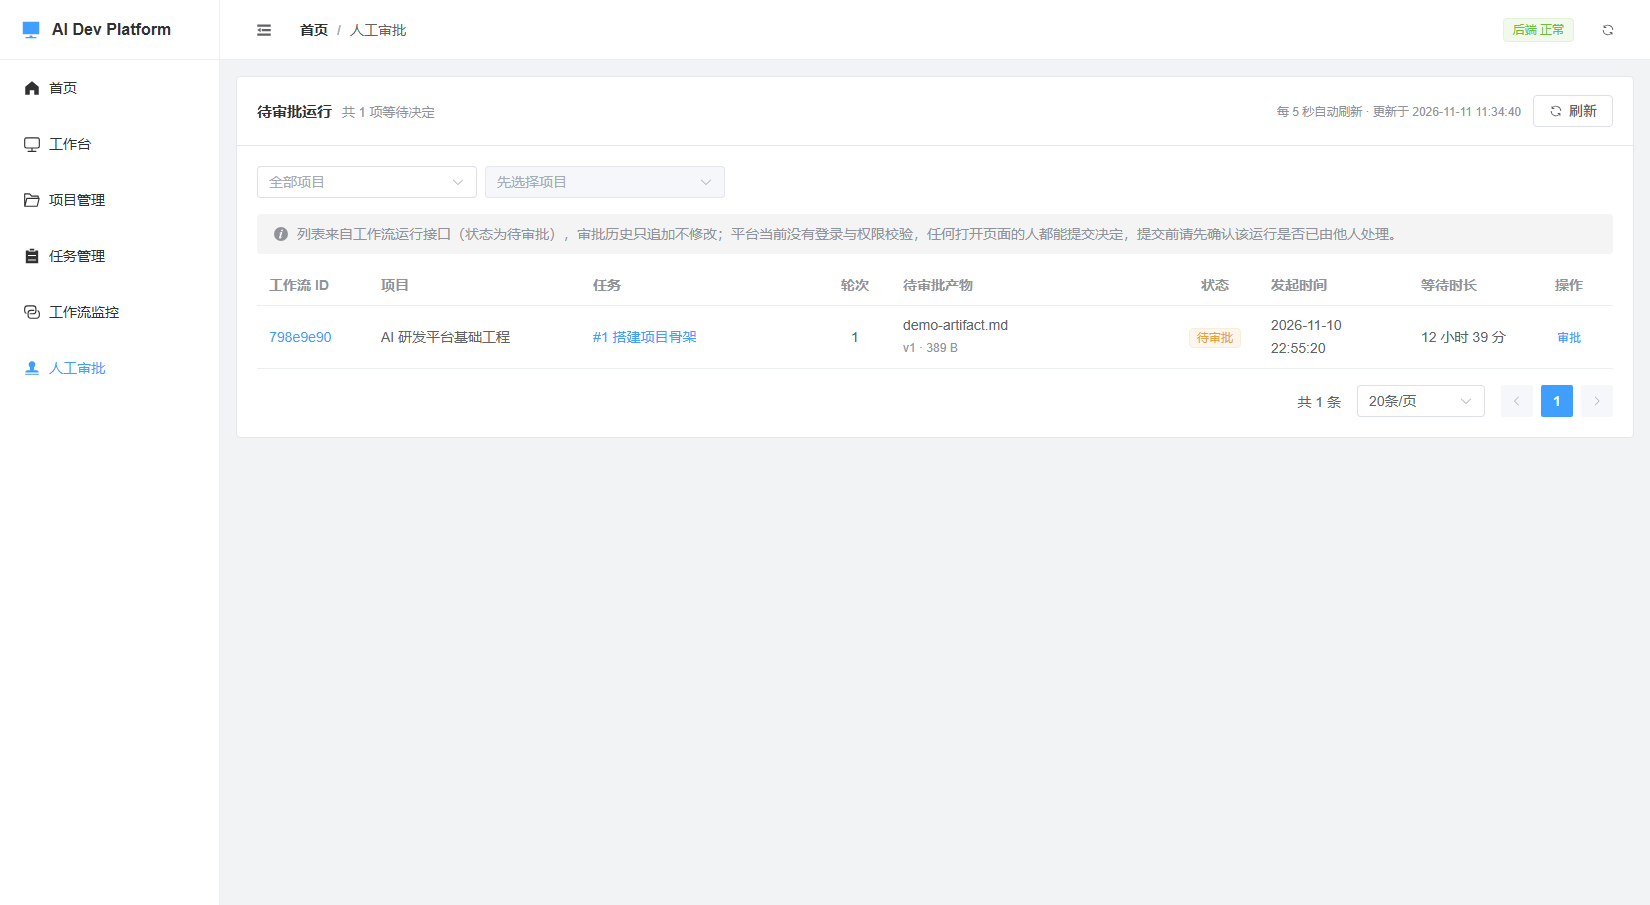 AI Dev Platform
首页 / 人工审批
后端 正常
首页
工作台
项目管理
任务管理
工作流监控
人工审批
待审批运行 共 1 项等待决定
每 5 秒自动刷新 · 更新于 2026-11-11 11:34:40
刷新
全部项目
先选择项目
列表来自工作流运行接口（状态为待审批），审批历史只追加不修改；平台当前没有登录与权限校验，任何打开页面的人都能提交决定，提交前请先确认该运行是否已由他人处理。
工作流 ID 项目 任务 轮次 待审批产物 状态 发起时间 等待时长 操作
798e9e90 AI 研发平台基础工程 #1 搭建项目骨架 1 demo-artifact.md 待审批 2026-11-10 12 小时 39 分 审批
v1 · 389 B 22:55:20
共 1 条 20条/页 1